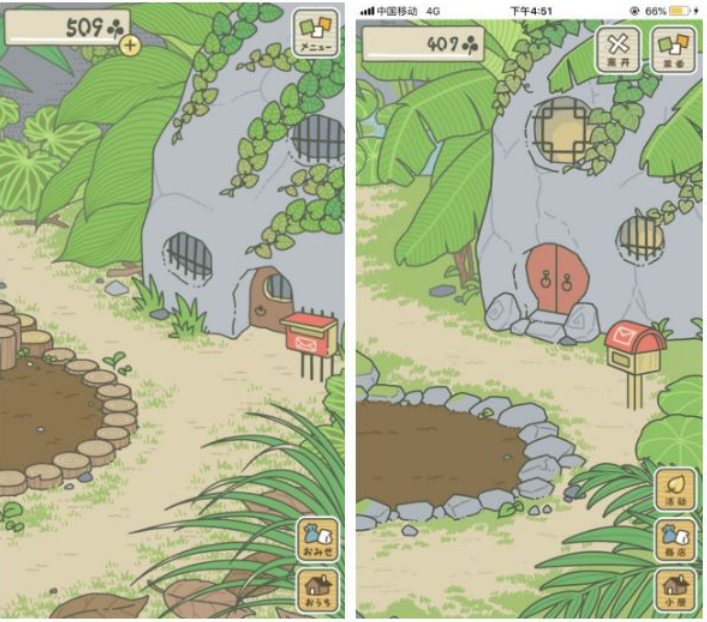 509
メニュー
おみせ
おうち
中国移动 4G
下午4:51
66%
407
离开
菜单
活动
商店
小屋